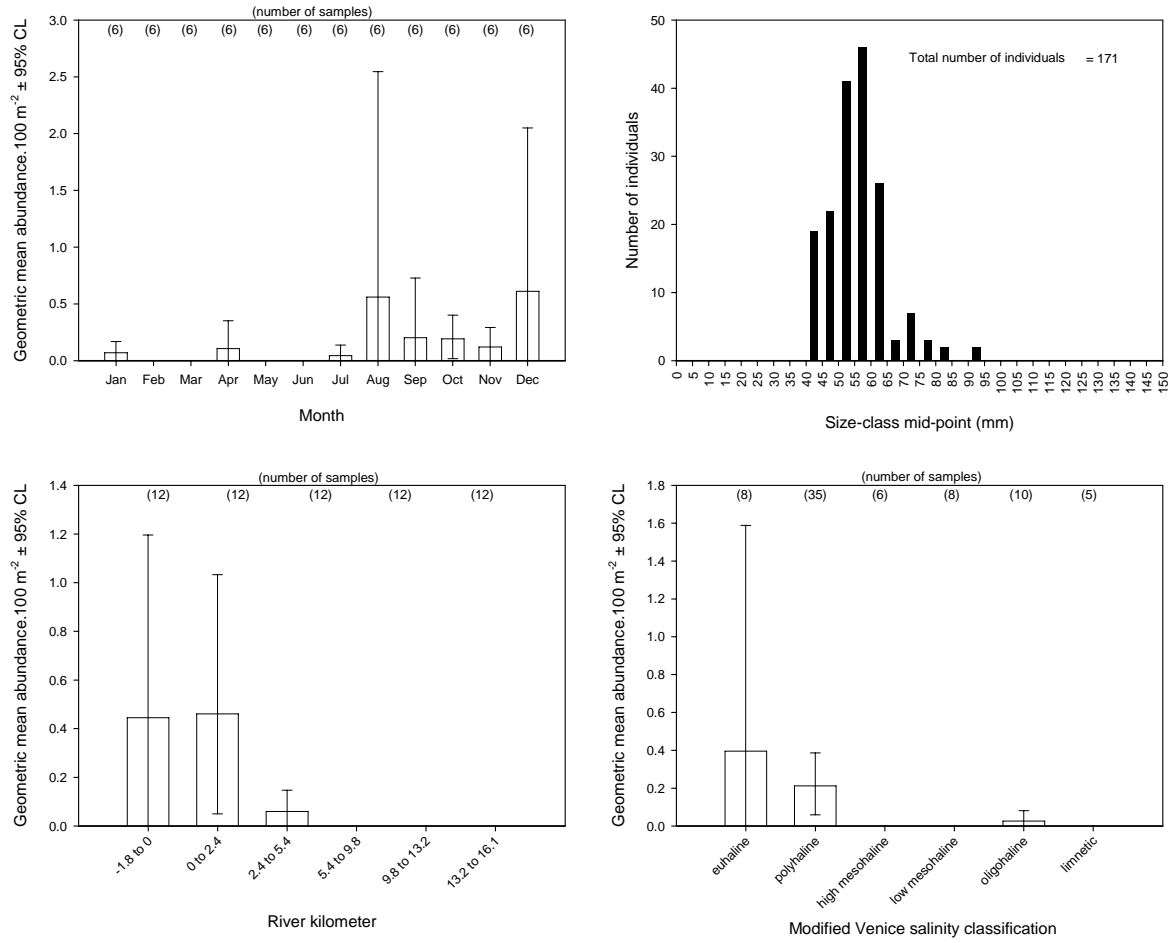 (number of samples)
(6) (6) (6) (6) (6) (6) (6) (6) (6) (6) (6) (6)
3.0
2.5
2.0
1.5
1.0
0.5
0.0
Geometric mean abundance.100 m-2 ± 95% CL
Jan Feb Mar Apr May Jun Jul Aug Sep Oct Nov Dec
Month
50
40
30
20
10
0
Number of individuals
Total number of individuals = 171
0 5 10 15 20 25 30 35 40 45 50 55 60 65 70 75 80 85 90 95 100 105 110 115 120 125 130 135 140 145 150
Size-class mid-point (mm)
(number of samples)
(12) (12) (12) (12) (12)
1.4
1.2
1.0
0.8
0.6
0.4
0.2
0.0
Geometric mean abundance.100 m-2 ± 95% CL
-1.8 to 0 0 to 2.4 2.4 to 5.4 5.4 to 9.8 9.8 to 13.2 13.2 to 16.1
River kilometer
(number of samples)
(8) (35) (6) (8) (10) (5)
1.8
1.6
1.4
1.2
1.0
0.8
0.6
0.4
0.2
0.0
Geometric mean abundance.100 m-2 ± 95% CL
euhaline polyhaline high mesohaline low mesohaline oligohaline limnetic
Modified Venice salinity classification